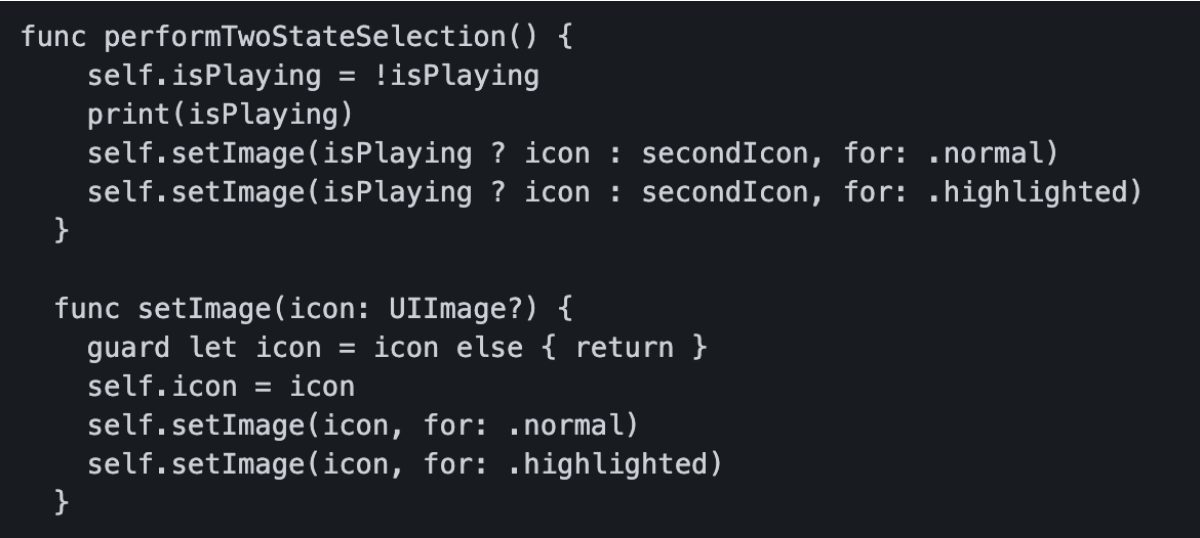 func performTwoStateSelection() {
    self.isPlaying = !isPlaying
    print(isPlaying)
    self.setImage(isPlaying ? icon : secondIcon, for: .normal)
    self.setImage(isPlaying ? icon : secondIcon, for: .highlighted)
  }

  func setImage(icon: UIImage?) {
    guard let icon = icon else { return }
    self.icon = icon
    self.setImage(icon, for: .normal)
    self.setImage(icon, for: .highlighted)
  }